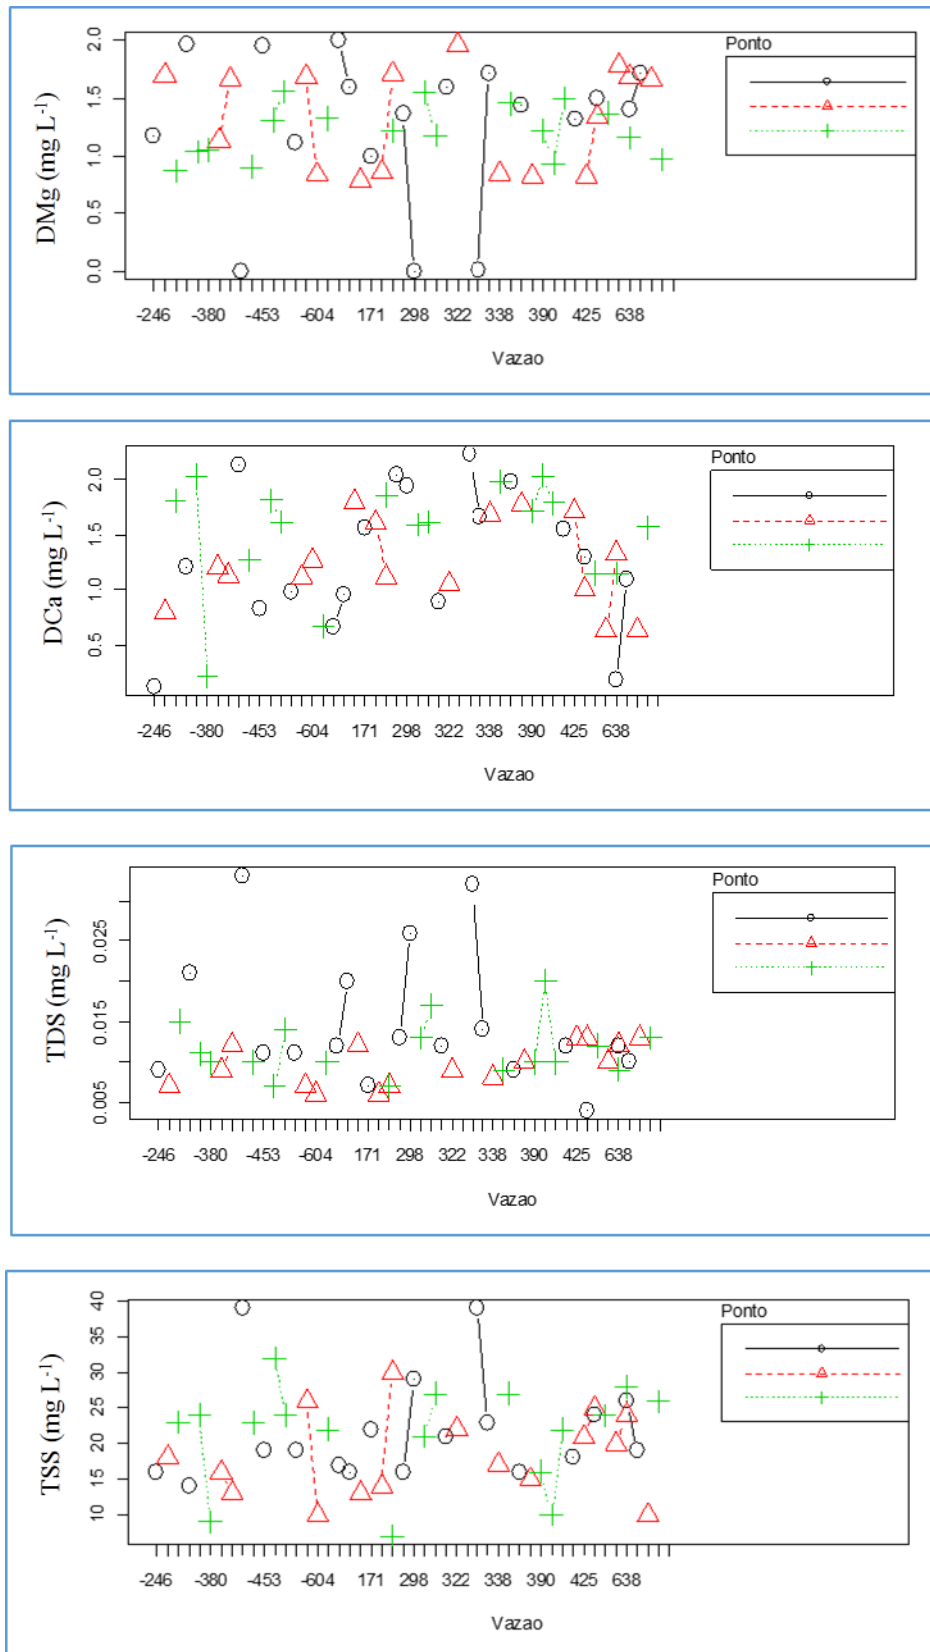 DMg (mg L-1)
2.0
1.5
1.0
0.5
0.0
Ponto
-246 -380 -453 -604 171 298 322 338 390 425 638
Vazao
DCa (mg L-1)
2.0
1.5
1.0
0.5
Ponto
-246 -380 -453 -604 171 298 322 338 390 425 638
Vazao
TDS (mg L-1)
0.025
0.015
0.005
Ponto
-246 -380 -453 -604 171 298 322 338 390 425 638
Vazao
TSS (mg L-1)
40
35
30
25
20
15
10
Ponto
-246 -380 -453 -604 171 298 322 338 390 425 638
Vazao